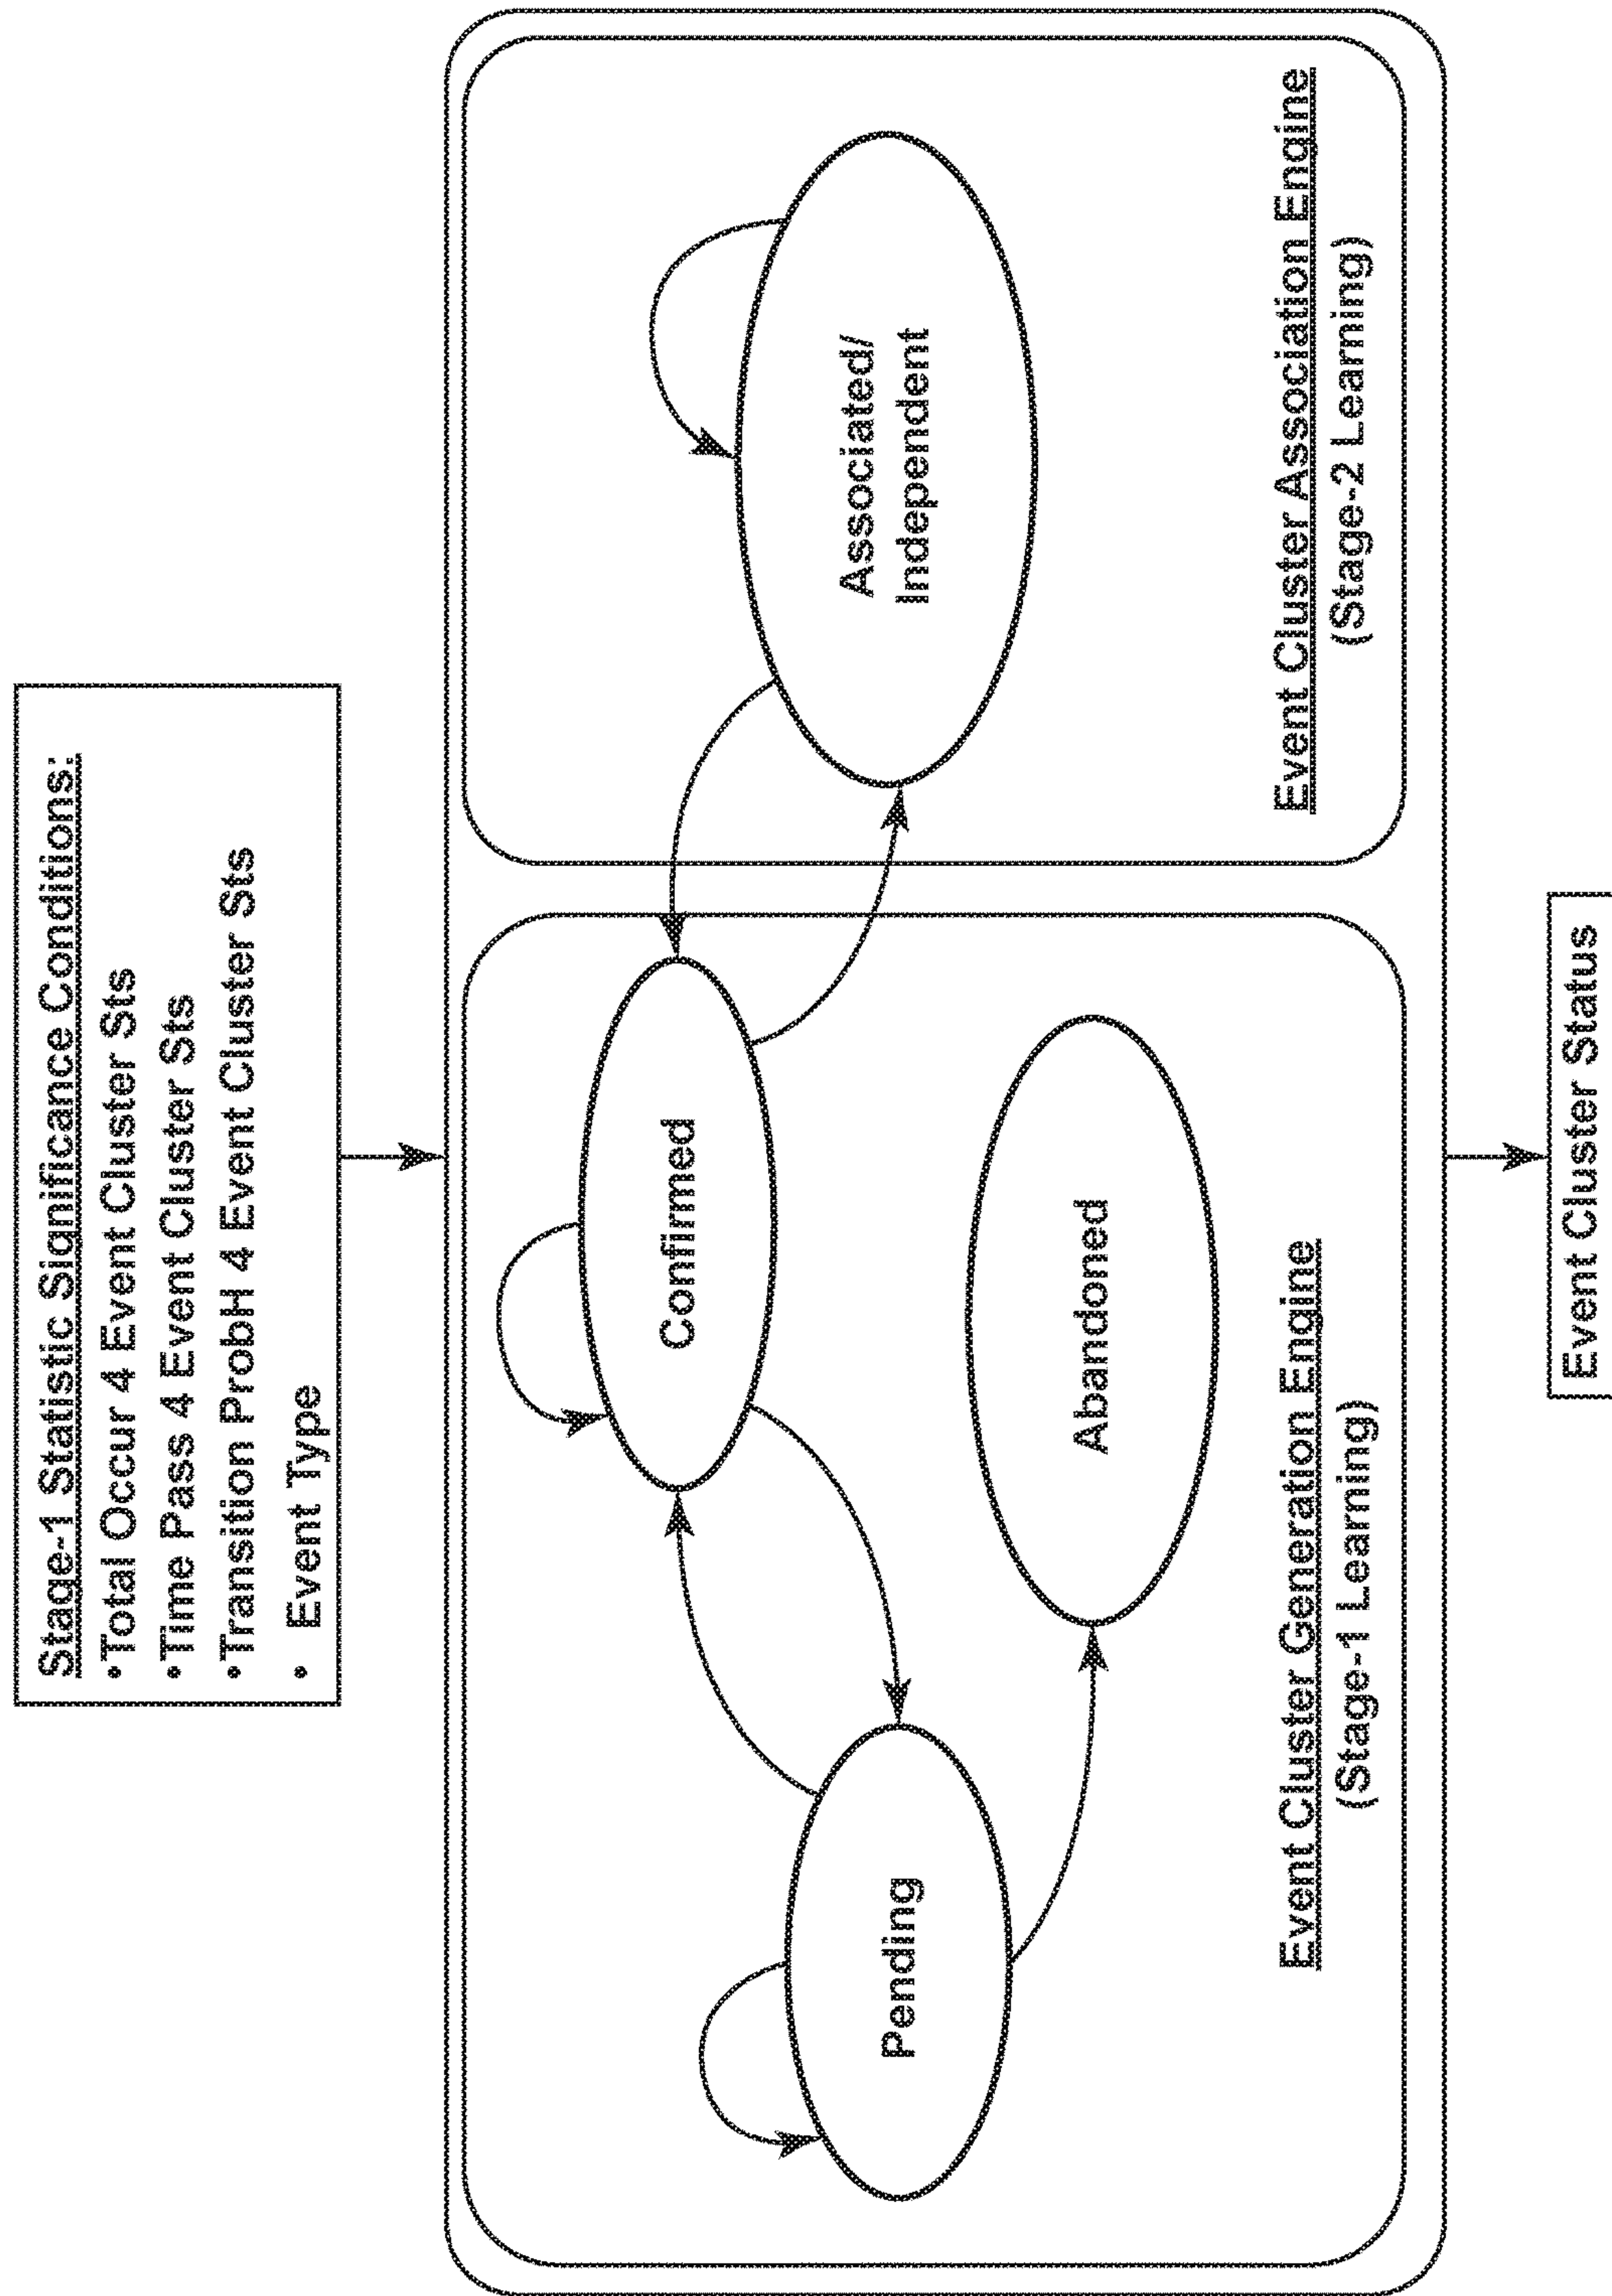 Stage-1 Statistic Significance Conditions:
•Total Occur 4 Event Cluster Sts
•Time Pass 4 Event Cluster Sts
•Transition ProbH 4 Event Cluster Sts
• Event Type
Confirmed
Pending
Abandoned
Event Cluster Generation Engine
(Stage-1 Learning)
Associated/
Independent
Event Cluster Association Engine
(Stage-2 Learning)
Event Cluster Status